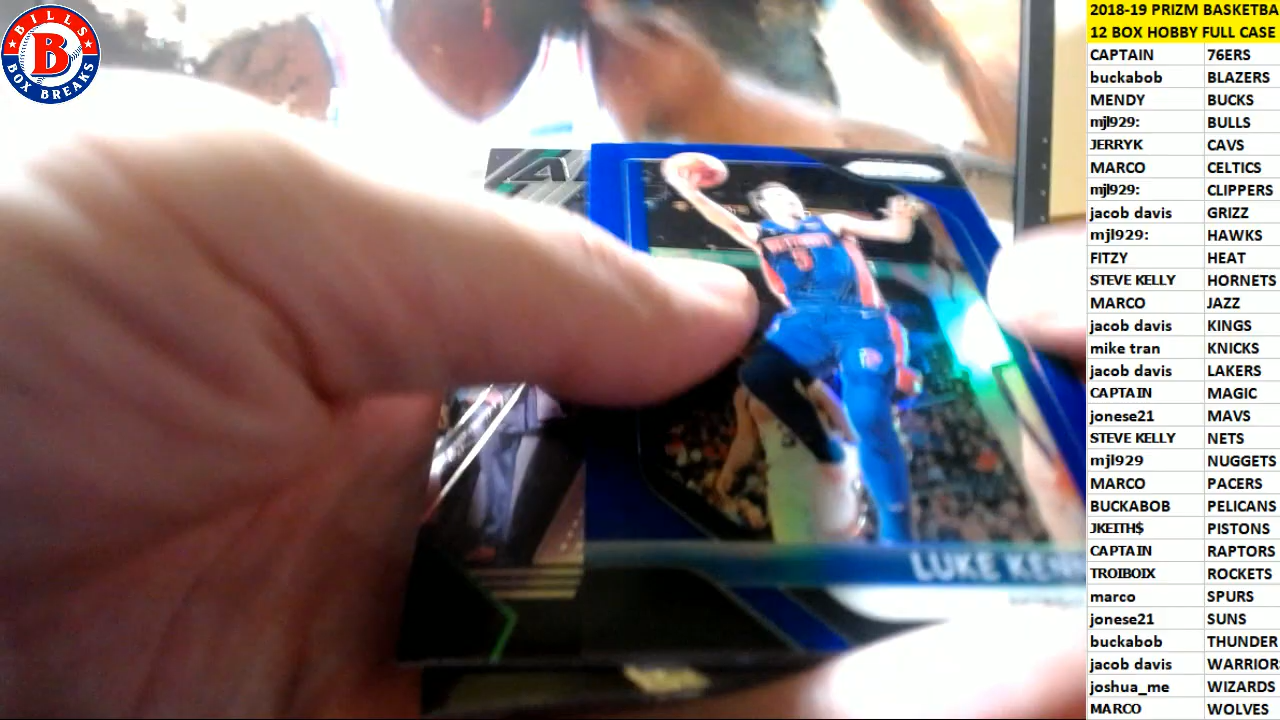 BILLS
B
BOX BREAKS
LUKE
2018-19 PRIZM BASKETBA
12 BOX HOBBY FULL CASE
CAPTAIN 76ERS
buckabob BLAZERS
MENDY BUCKS
mjl929: BULLS
JERRYK CAVS
MARCO CELTICS
mjl929: CLIPPERS
jacob davis GRIZZ
mjl929: HAWKS
FITZY HEAT
STEVE KELLY HORNETS
MARCO JAZZ
jacob davis KINGS
mike tran KNICKS
jacob davis LAKERS
CAPTAIN MAGIC
jonese21 MAVS
STEVE KELLY NETS
mjl929 NUGGETS
MARCO PACERS
BUCKABOB PELICANS
JKEITH$ PISTONS
CAPTAIN RAPTORS
TROIBOIX ROCKETS
marco SPURS
jonese21 SUNS
buckabob THUNDER
jacob davis WARRIOR
joshua_me WIZARDS
MARCO WOLVES